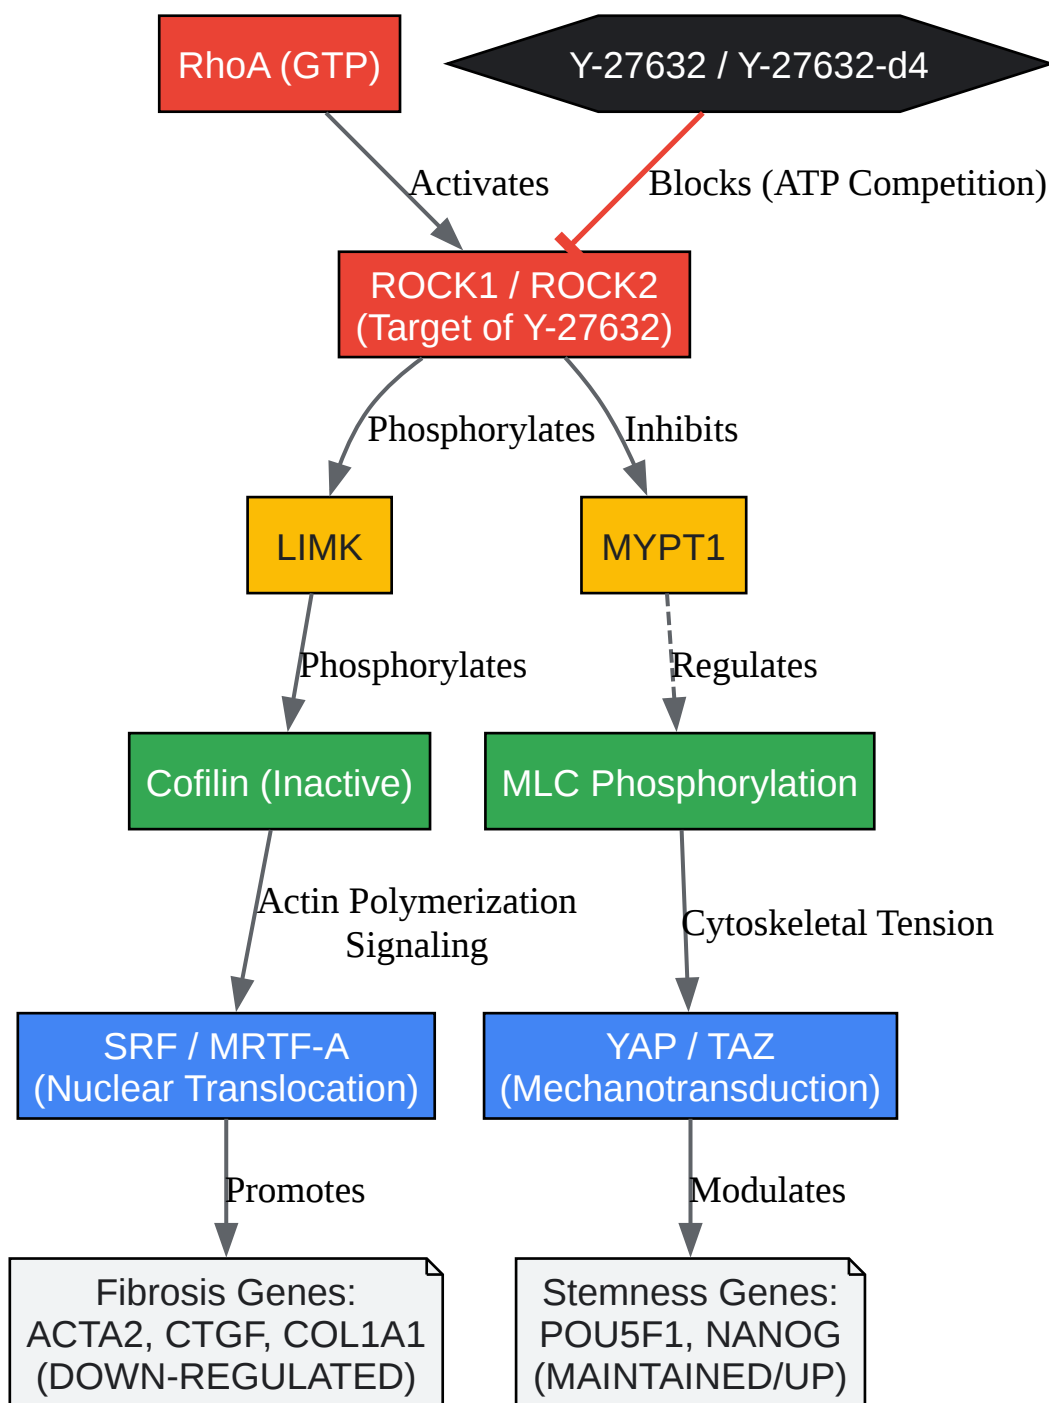 RhoA (GTP)
Y-27632 / Y-27632-d4
Activates
Blocks (ATP Competition)
ROCK1 / ROCK2
(Target of Y-27632)
Phosphorylates
Inhibits
LIMK
MYPT1
Phosphorylates
Regulates
Cofilin (Inactive)
MLC Phosphorylation
Actin Polymerization
Signaling
Cytoskeletal Tension
SRF / MRTF-A
(Nuclear Translocation)
YAP / TAZ
(Mechanotransduction)
Promotes
Modulates
Fibrosis Genes:
ACTA2, CTGF, COL1A1
(DOWN-REGULATED)
Stemness Genes:
POU5F1, NANOG
(MAINTAINED/UP)